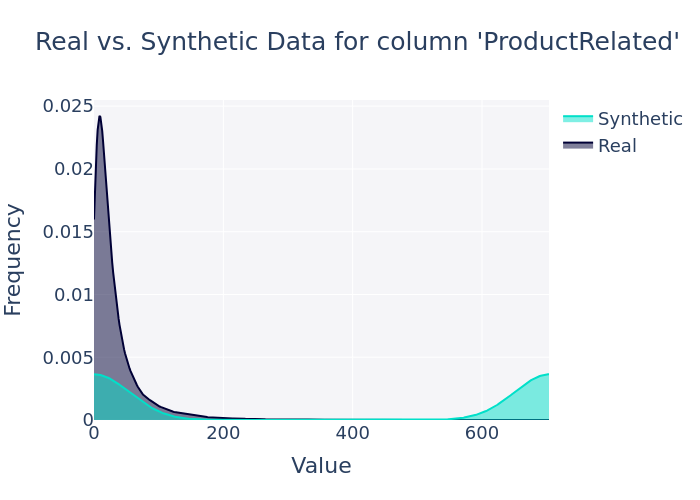 Real vs. Synthetic Data for column 'ProductRelated'
Synthetic
Real
Frequency
0.025
0.02
0.015
0.01
0.005
0
0 200 400 600
Value